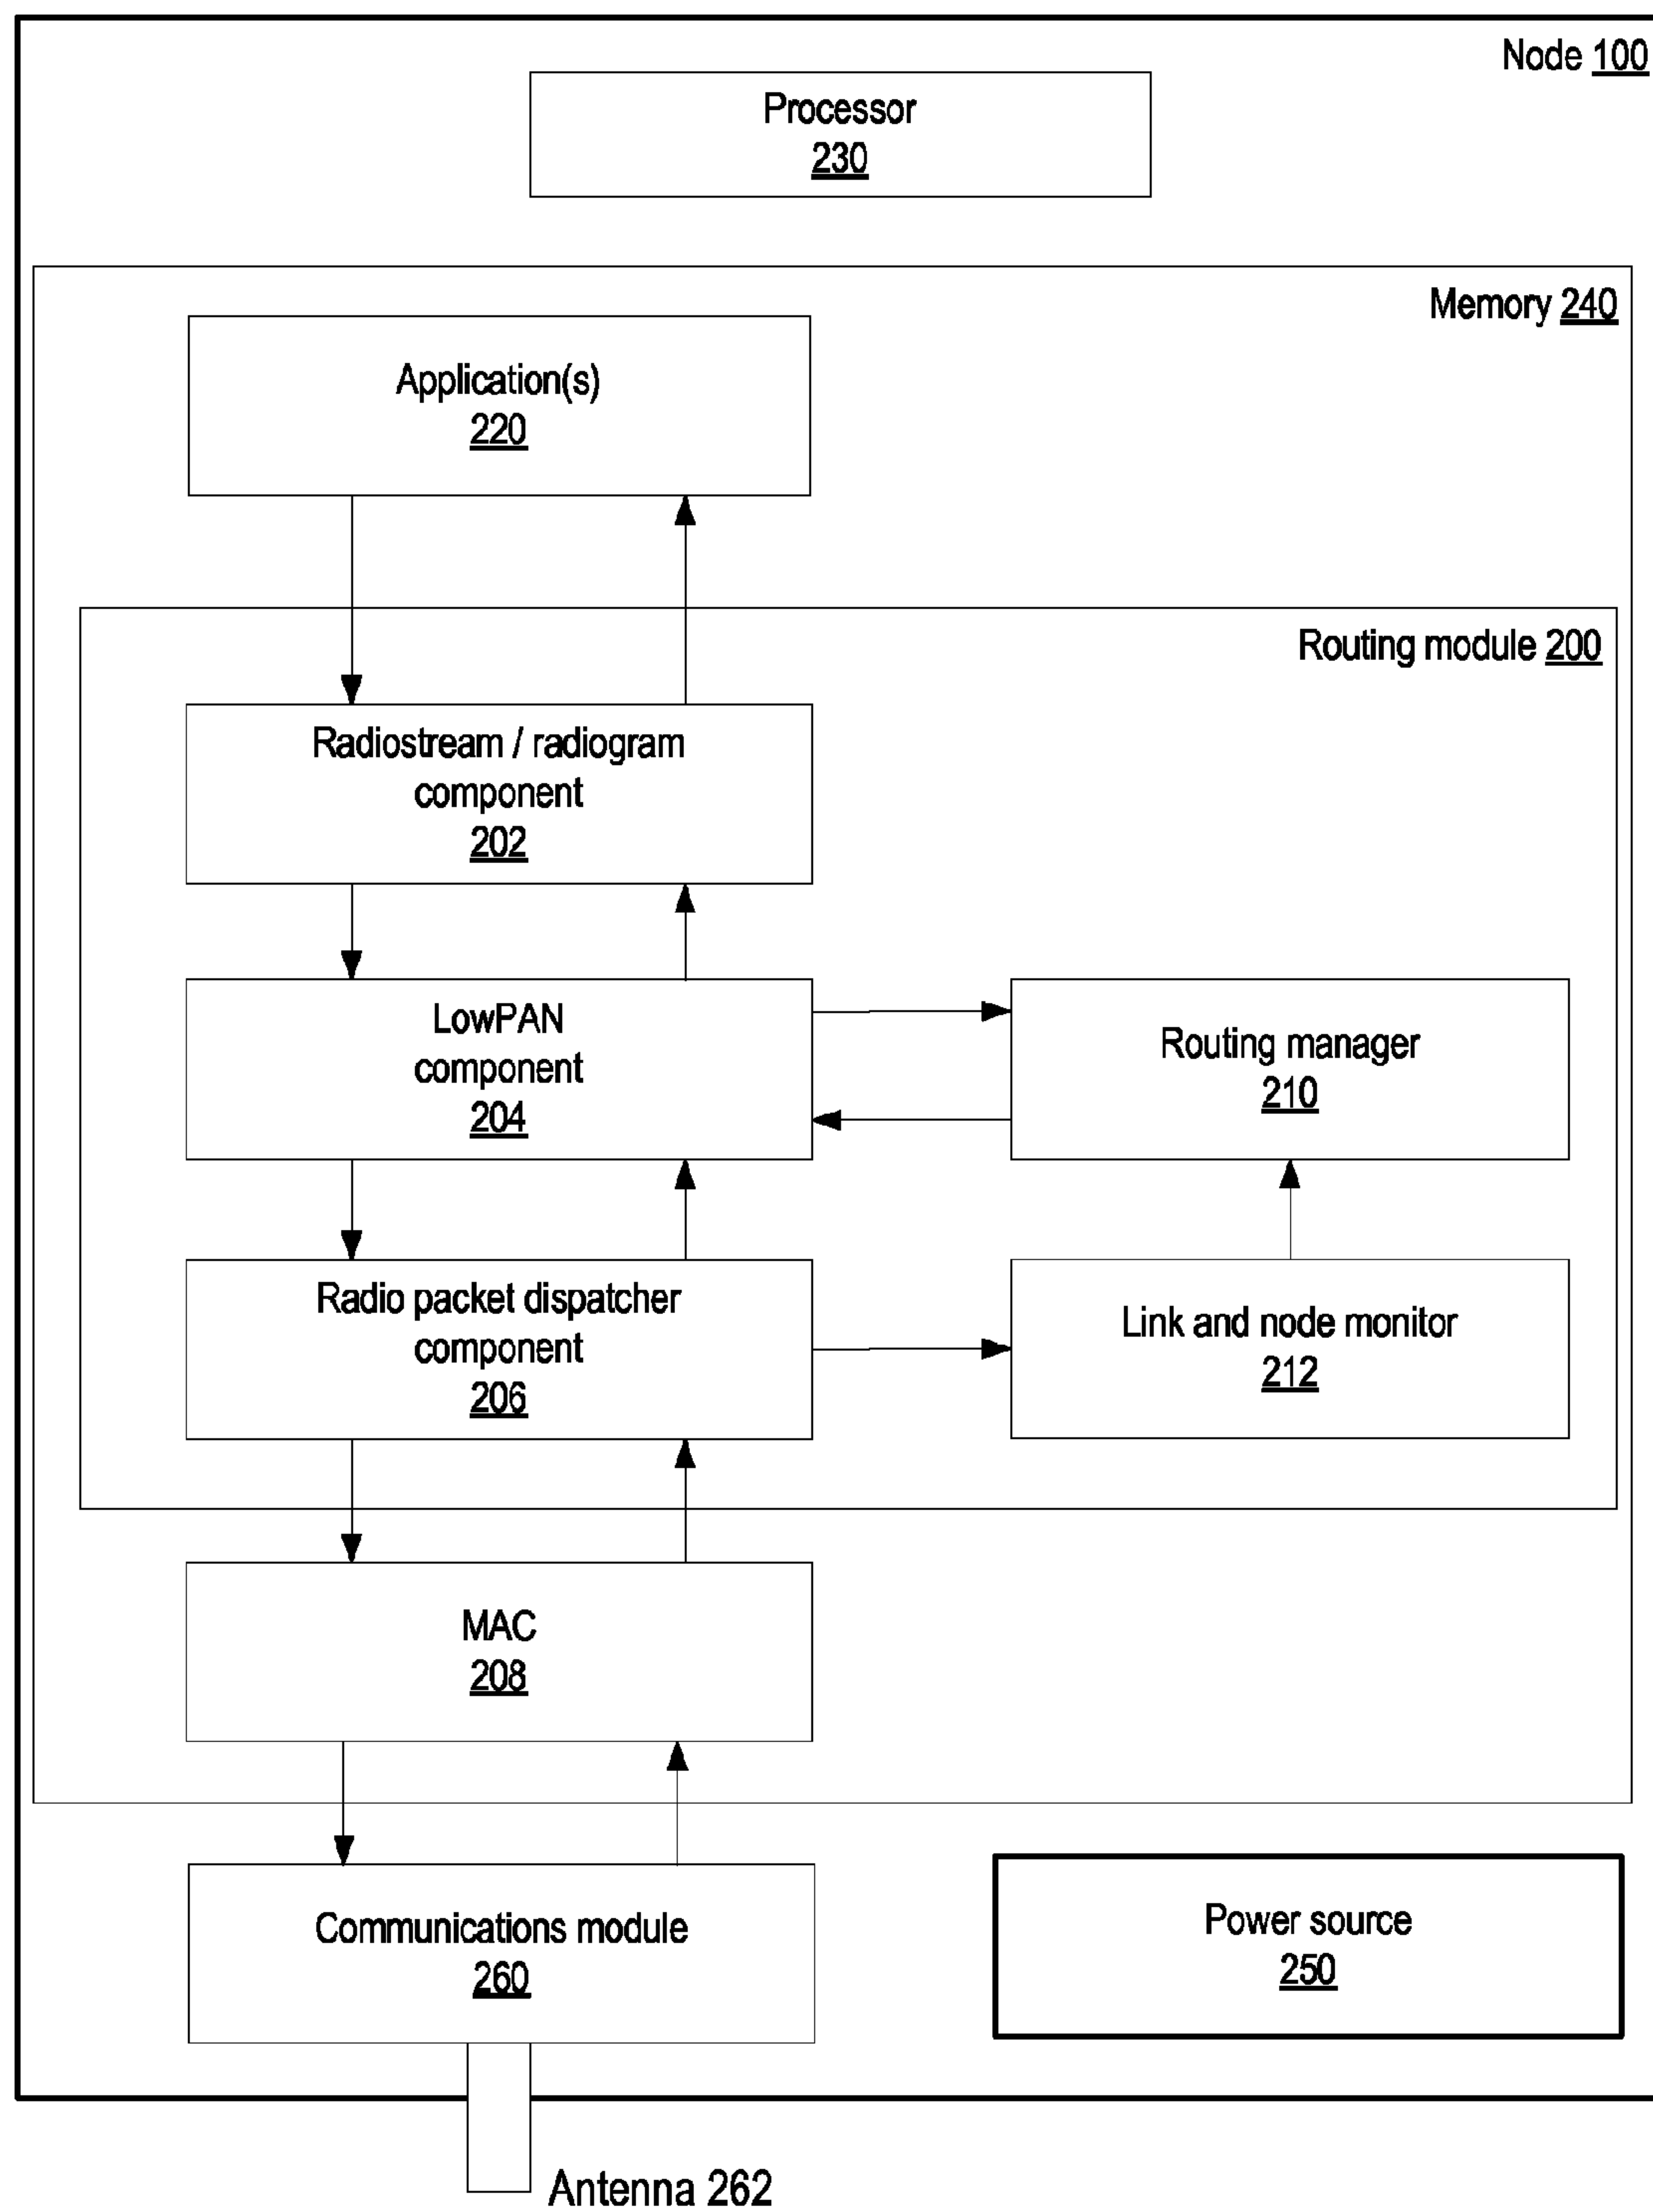 Node 100
Processor
230
Memory 240
Application(s)
220
Routing module 200
Radiostream / radiogram
component
202
LowPAN
component
204
Routing manager
210
Radio packet dispatcher
component
206
Link and node monitor
212
MAC
208
Communications module
260
Power source
250
Antenna 262